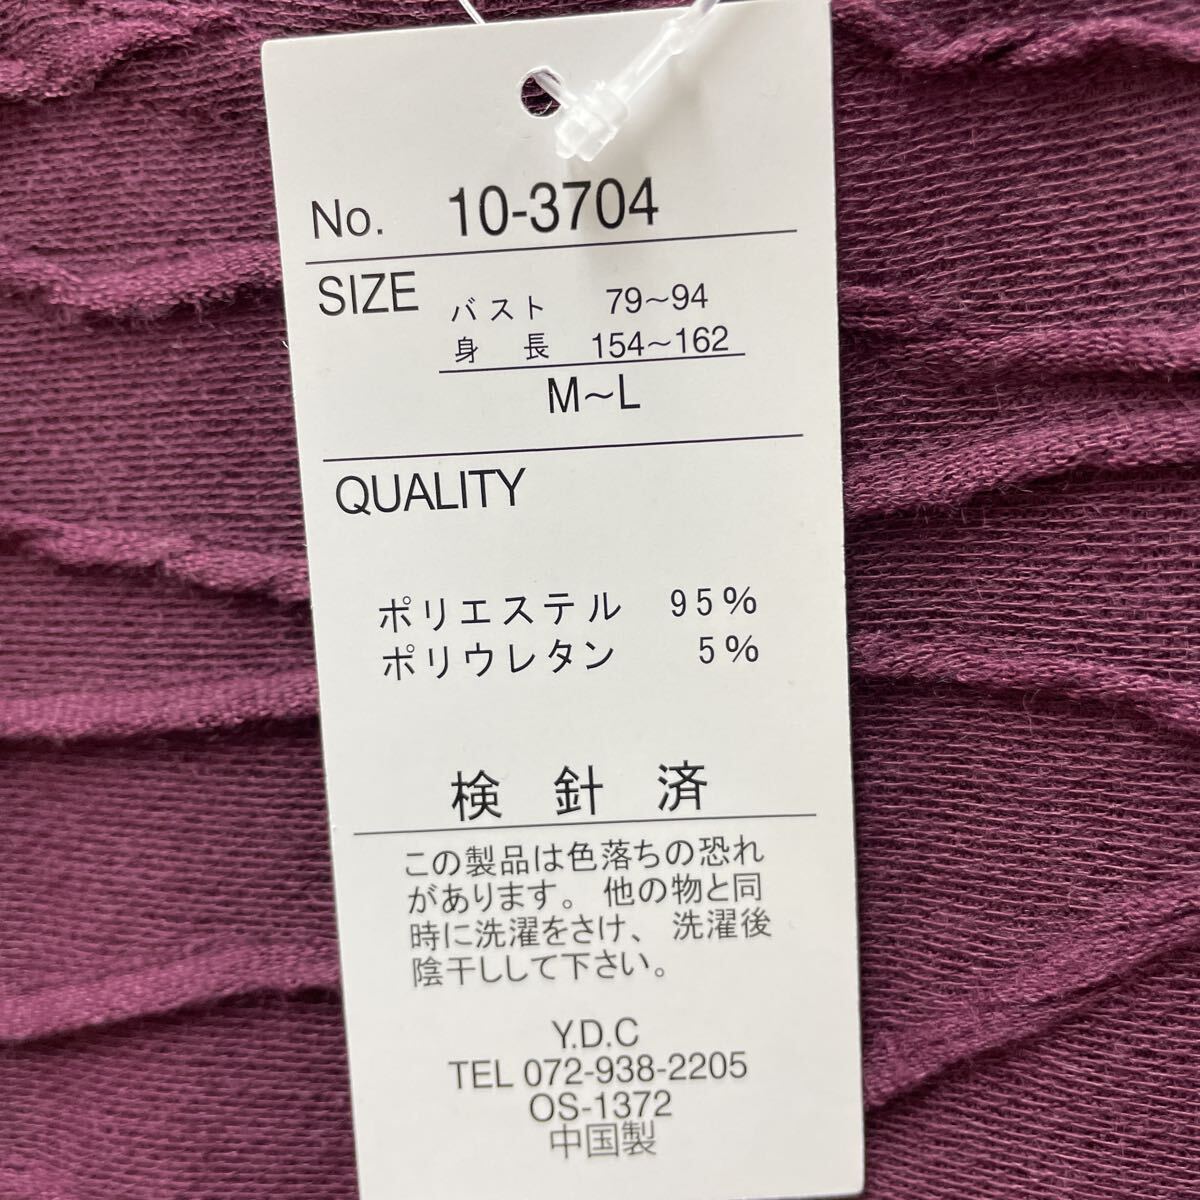 No. 10-3704
SIZE バスト 79~94
身長 154~162
M~L
QUALITY
ポリエステル 95%
ポリウレタン 5%
検針済
この製品は色落ちの恐れ
があります。他の物と同
時に洗濯をさけ、洗濯後
陰干しして下さい。
Y.D.C
TEL 072-938-2205
OS-1372
中国製